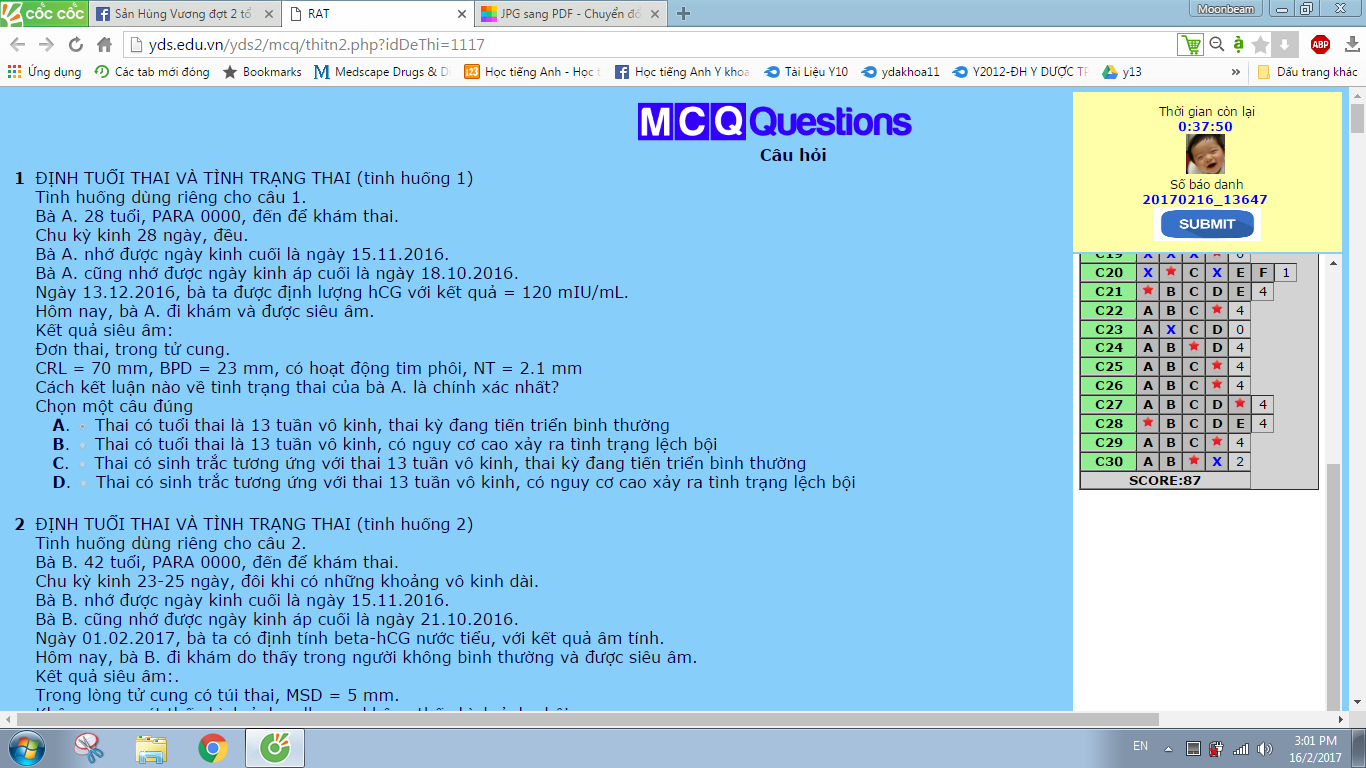 CỐC CỐC
Sản Hùng Vương đợt 2 tổ
RAT
JPG sang PDF - Chuyển đổ
Moonbeam
yds.edu.vn/yds2/mcq/thitn2.php?idDeThi=1117
ABP
Ứng dụng
Các tab mới đóng
Bookmarks
Medscape Drugs & D
Học tiếng Anh - Học t
Học tiếng Anh Y khoa
Tài Liệu Y10
ydakhoa11
Y2012-ĐH Y DƯỢC TP
y13
»
Dấu trang khác
MCQ Questions
Câu hỏi
1 ĐỊNH TUỔI THAI VÀ TÌNH TRẠNG THAI (tình huống 1)
Tình huống dùng riêng cho câu 1.
Bà A. 28 tuổi, PARA 0000, đến để khám thai.
Chu kỳ kinh 28 ngày, đều.
Bà A. nhớ được ngày kinh cuối là ngày 15.11.2016.
Bà A. cũng nhớ được ngày kinh áp cuối là ngày 18.10.2016.
Ngày 13.12.2016, bà ta được định lượng hCG với kết quả = 120 mIU/mL.
Hôm nay, bà A. đi khám và được siêu âm.
Kết quả siêu âm:
Đơn thai, trong tử cung.
CRL = 70 mm, BPD = 23 mm, có hoạt động tim phôi, NT = 2.1 mm
Cách kết luận nào về tình trạng thai của bà A. là chính xác nhất?
Chọn một câu đúng
A. Thai có tuổi thai là 13 tuần vô kinh, thai kỳ đang tiến triển bình thường
B. Thai có tuổi thai là 13 tuần vô kinh, có nguy cơ cao xảy ra tình trạng lệch bội
C. Thai có sinh trắc tương ứng với thai 13 tuần vô kinh, thai kỳ đang tiến triển bình thường
D. Thai có sinh trắc tương ứng với thai 13 tuần vô kinh, có nguy cơ cao xảy ra tình trạng lệch bội
2 ĐỊNH TUỔI THAI VÀ TÌNH TRẠNG THAI (tình huống 2)
Tình huống dùng riêng cho câu 2.
Bà B. 42 tuổi, PARA 0000, đến để khám thai.
Chu kỳ kinh 23-25 ngày, đôi khi có những khoảng vô kinh dài.
Bà B. nhớ được ngày kinh cuối là ngày 15.11.2016.
Bà B. cũng nhớ được ngày kinh áp cuối là ngày 21.10.2016.
Ngày 01.02.2017, bà ta có định tính beta-hCG nước tiểu, với kết quả âm tính.
Hôm nay, bà B. đi khám do thấy trong người không bình thường và được siêu âm.
Kết quả siêu âm:.
Trong lòng tử cung có túi thai, MSD = 5 mm.
Thời gian còn lại
0:37:50
Số báo danh
20170216_13647
SUBMIT
C19 X X X 0
C20 X C X E F 1
C21 B C D E 4
C22 A B C 4
C23 A X C D 0
C24 A B D 4
C25 A B C 4
C26 A B C 4
C27 A B C D 4
C28 B C D E 4
C29 A B C 4
C30 A B X 2
SCORE:87
EN
3:01 PM
16/2/2017